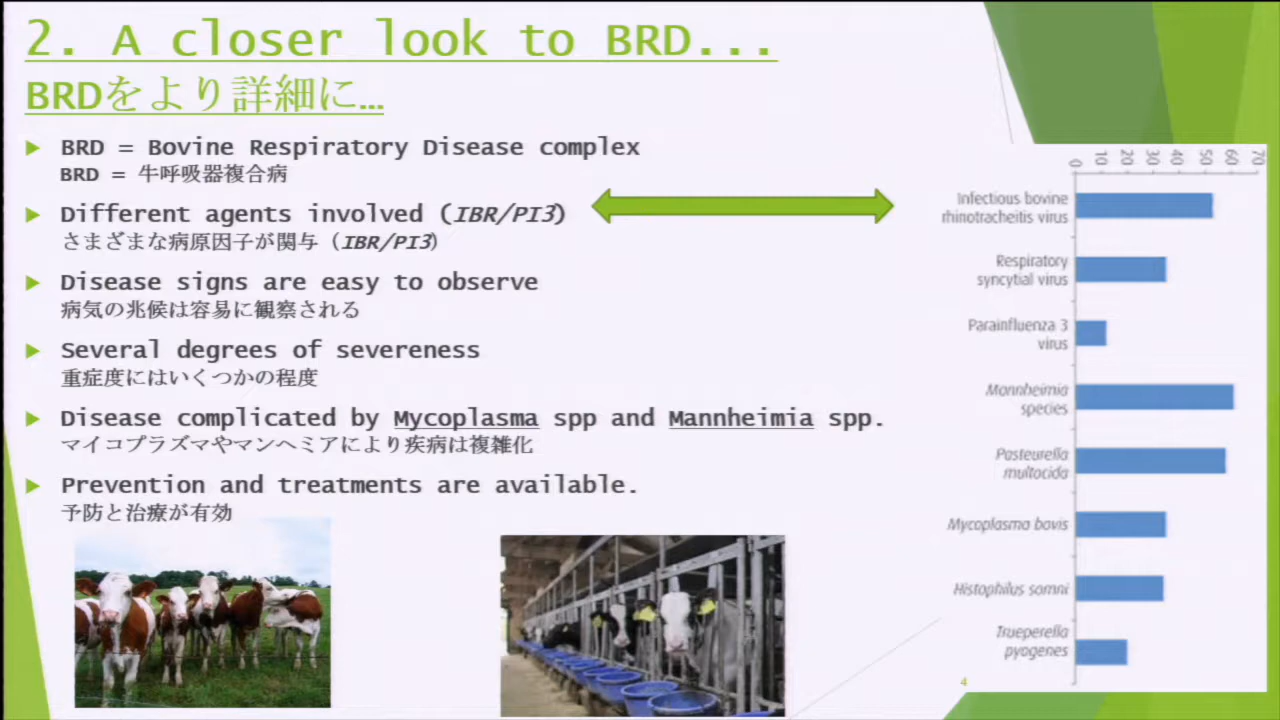 2. A closer look to BRD...
BRDをより詳細に…
BRD = Bovine Respiratory Disease complex
BRD = 牛呼吸器複合病
Different agents involved (IBR/PI3)
さまざまな病原因子が関与（IBR/PI3）
Disease signs are easy to observe
病気の兆候は容易に観察される
Several degrees of severeness
重症度にはいくつかの程度
Disease complicated by Mycoplasma spp and Mannheimia spp.
マイコプラズマやマンヘミアにより疾病は複雑化
Prevention and treatments are available.
予防と治療が有効
0 10 20 30 40 50 60 70
Infectious bovine
rhinotracheitis virus
Respiratory
syncytial virus
Parainfluenza 3
virus
Mannheimia
species
Pasteurella
multocida
Mycoplasma bovis
Histophilus somni
Trueperella
pyogenes
4